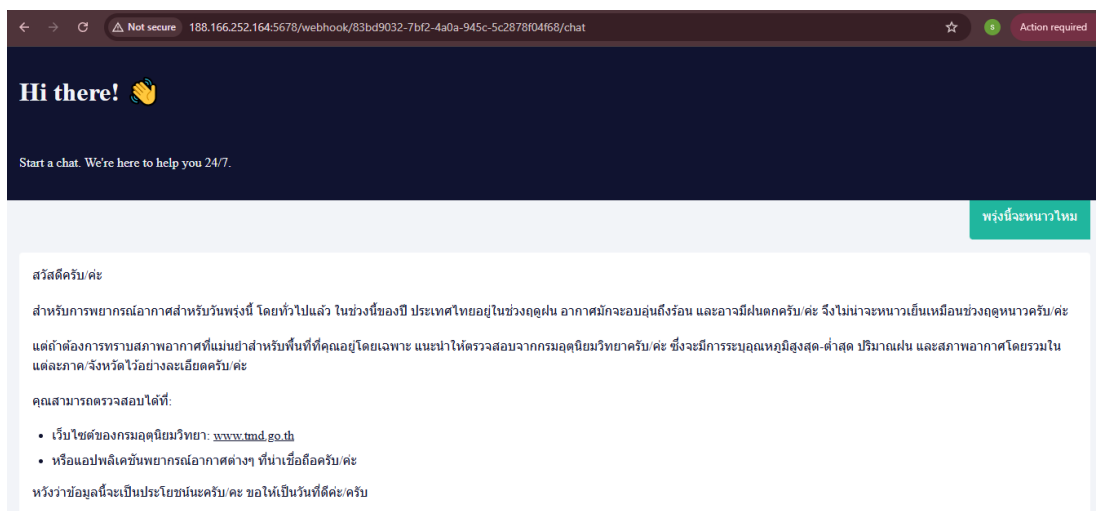 Not secure
188.166.252.164:5678/webhook/83bd9032-7bf2-4a0a-945c-5c2878f04f68/chat
s
Action required
Hi there! 👋
Start a chat. We're here to help you 24/7.
พรุ่งนี้จะหนาวไหม
สวัสดีครับ/ค่ะ
สำหรับการพยากรณ์อากาศสำหรับวันพรุ่งนี้ โดยทั่วไปแล้ว ในช่วงนี้ของปี ประเทศไทยอยู่ในช่วงฤดูฝน อากาศมักจะอบอุ่นถึงร้อน และอาจมีฝนตกครับ/ค่ะ จึงไม่น่าจะหนาวเย็นเหมือนช่วงฤดูหนาวครับ/ค่ะ
แต่ถ้าต้องการทราบสภาพอากาศที่แม่นยำสำหรับพื้นที่ที่คุณอยู่โดยเฉพาะ แนะนำให้ตรวจสอบจากกรมอุตุนิยมวิทยาครับ/ค่ะ ซึ่งจะมีการระบุอุณหภูมิสูงสุด-ต่ำสุด ปริมาณฝน และสภาพอากาศโดยรวมใน
แต่ละภาค/จังหวัดไว้อย่างละเอียดครับ/ค่ะ
คุณสามารถตรวจสอบได้ที่:
• เว็บไซต์ของกรมอุตุนิยมวิทยา: www.tmd.go.th
• หรือแอปพลิเคชันพยากรณ์อากาศต่างๆ ที่น่าเชื่อถือครับ/ค่ะ
หวังว่าข้อมูลนี้จะเป็นประโยชน์นะครับ/คะ ขอให้เป็นวันที่ดีค่ะ/ครับ